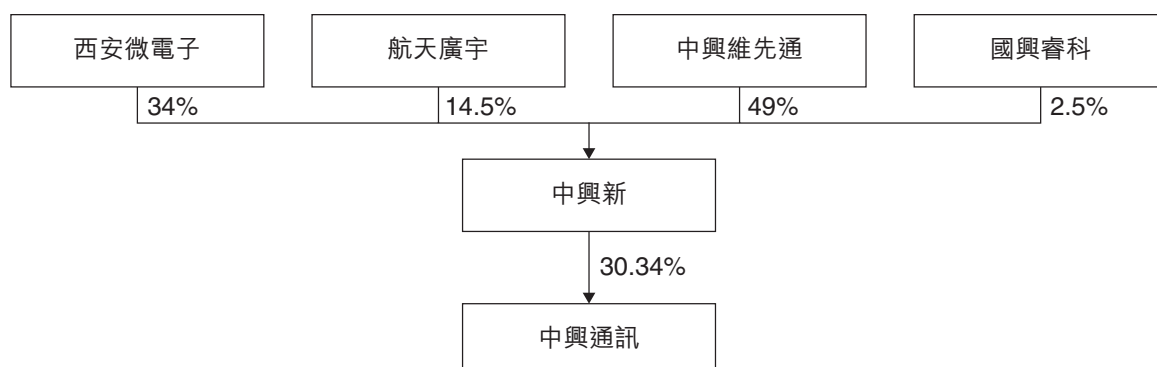 西安微電子
航天廣宇
中興維先通
國興睿科
34%
14.5%
49%
2.5%
中興新
30.34%
中興通訊